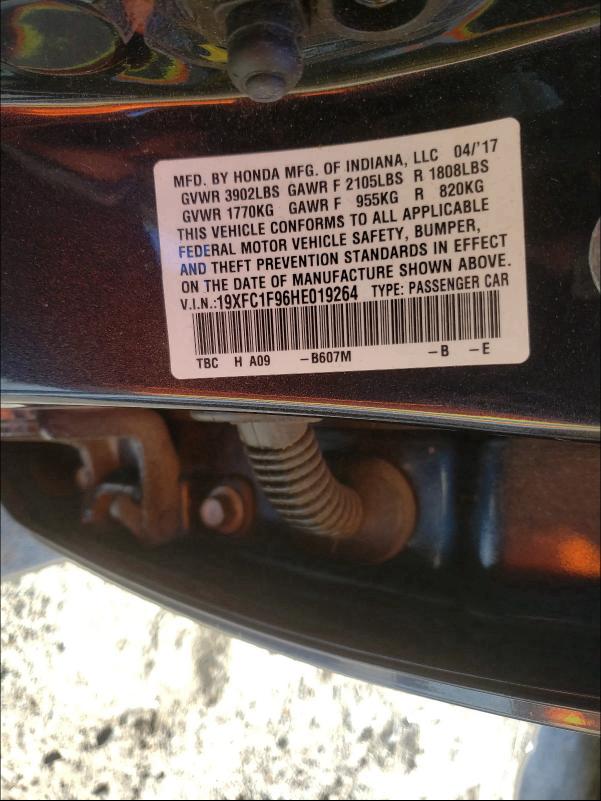 MFD. BY HONDA MFG. OF INDIANA, LLC 04/'17
GVWR 3902LBS GAWR F 2105LBS R 1808LBS
GVWR 1770KG GAWR F 955KG R 820KG
THIS VEHICLE CONFORMS TO ALL APPLICABLE
FEDERAL MOTOR VEHICLE SAFETY, BUMPER,
AND THEFT PREVENTION STANDARDS IN EFFECT
ON THE DATE OF MANUFACTURE SHOWN ABOVE.
V.I.N.:19XFC1F96HE019264 TYPE: PASSENGER CAR
TBC H A09 -B607M -B -E